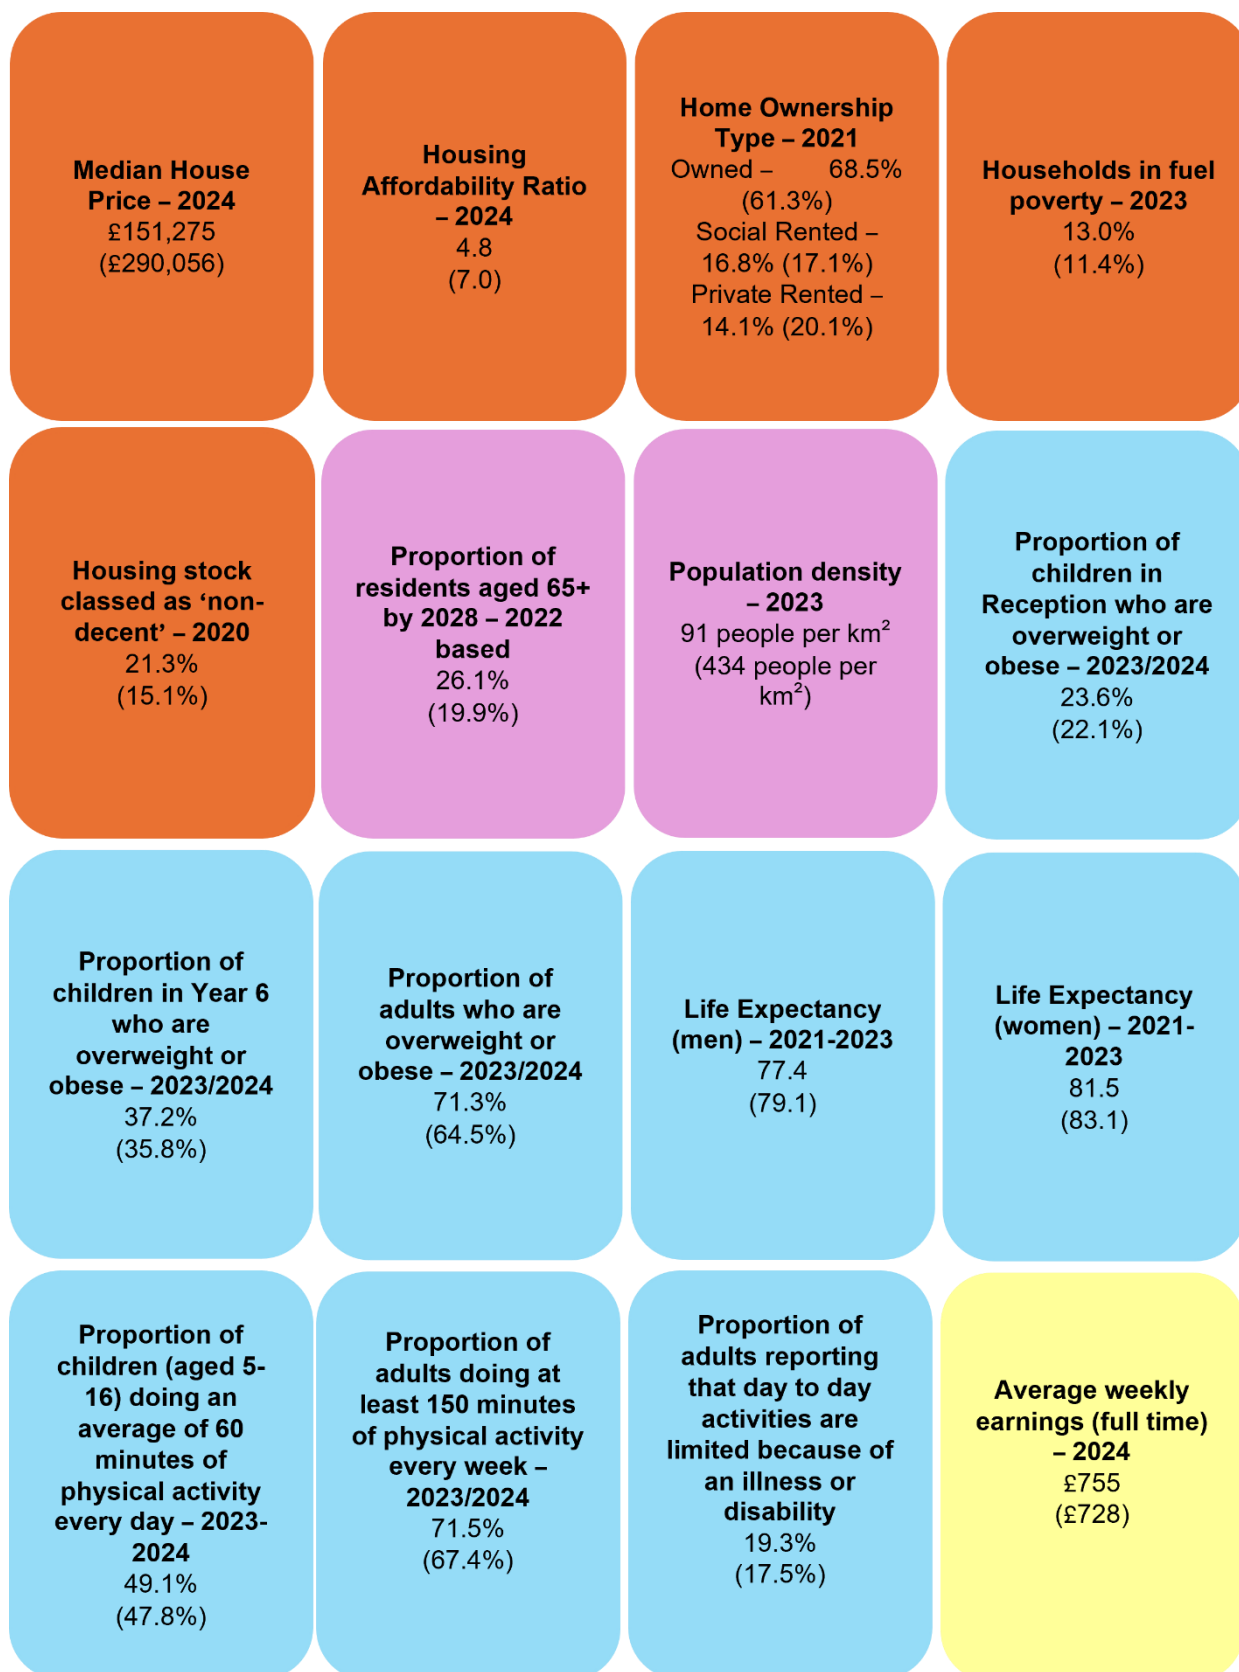 Median House
Price – 2024
£151,275
(£290,056)
Housing
Affordability Ratio
– 2024
4.8
(7.0)
Home Ownership
Type – 2021
Owned – 68.5%
(61.3%)
Social Rented –
16.8% (17.1%)
Private Rented –
14.1% (20.1%)
Households in fuel
poverty – 2023
13.0%
(11.4%)
Housing stock
classed as ‘non-
decent’ – 2020
21.3%
(15.1%)
Proportion of
residents aged 65+
by 2028 – 2022
based
26.1%
(19.9%)
Population density
– 2023
91 people per km²
(434 people per
km²)
Proportion of
children in
Reception who are
overweight or
obese – 2023/2024
23.6%
(22.1%)
Proportion of
children in Year 6
who are
overweight or
obese – 2023/2024
37.2%
(35.8%)
Proportion of
adults who are
overweight or
obese – 2023/2024
71.3%
(64.5%)
Life Expectancy
(men) – 2021-2023
77.4
(79.1)
Life Expectancy
(women) – 2021-
2023
81.5
(83.1)
Proportion of
children (aged 5-
16) doing an
average of 60
minutes of
physical activity
every day – 2023-
2024
49.1%
(47.8%)
Proportion of
adults doing at
least 150 minutes
of physical activity
every week –
2023/2024
71.5%
(67.4%)
Proportion of
adults reporting
that day to day
activities are
limited because of
an illness or
disability
19.3%
(17.5%)
Average weekly
earnings (full time)
– 2024
£755
(£728)